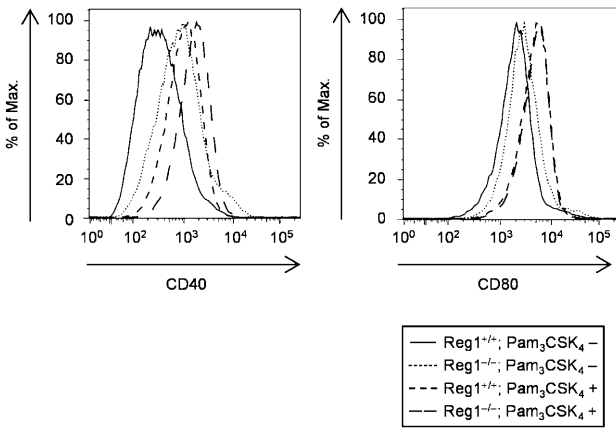 100
80
60
40
20
0
% of Max.
10⁰ 10² 10³ 10⁴ 10⁵
CD40
100
80
60
40
20
0
% of Max.
10⁰ 10² 10³ 10⁴ 10⁵
CD80
Reg1⁺/⁺; Pam₃CSK₄ –
Reg1⁻/⁻; Pam₃CSK₄ –
Reg1⁺/⁺; Pam₃CSK₄ +
Reg1⁻/⁻; Pam₃CSK₄ +